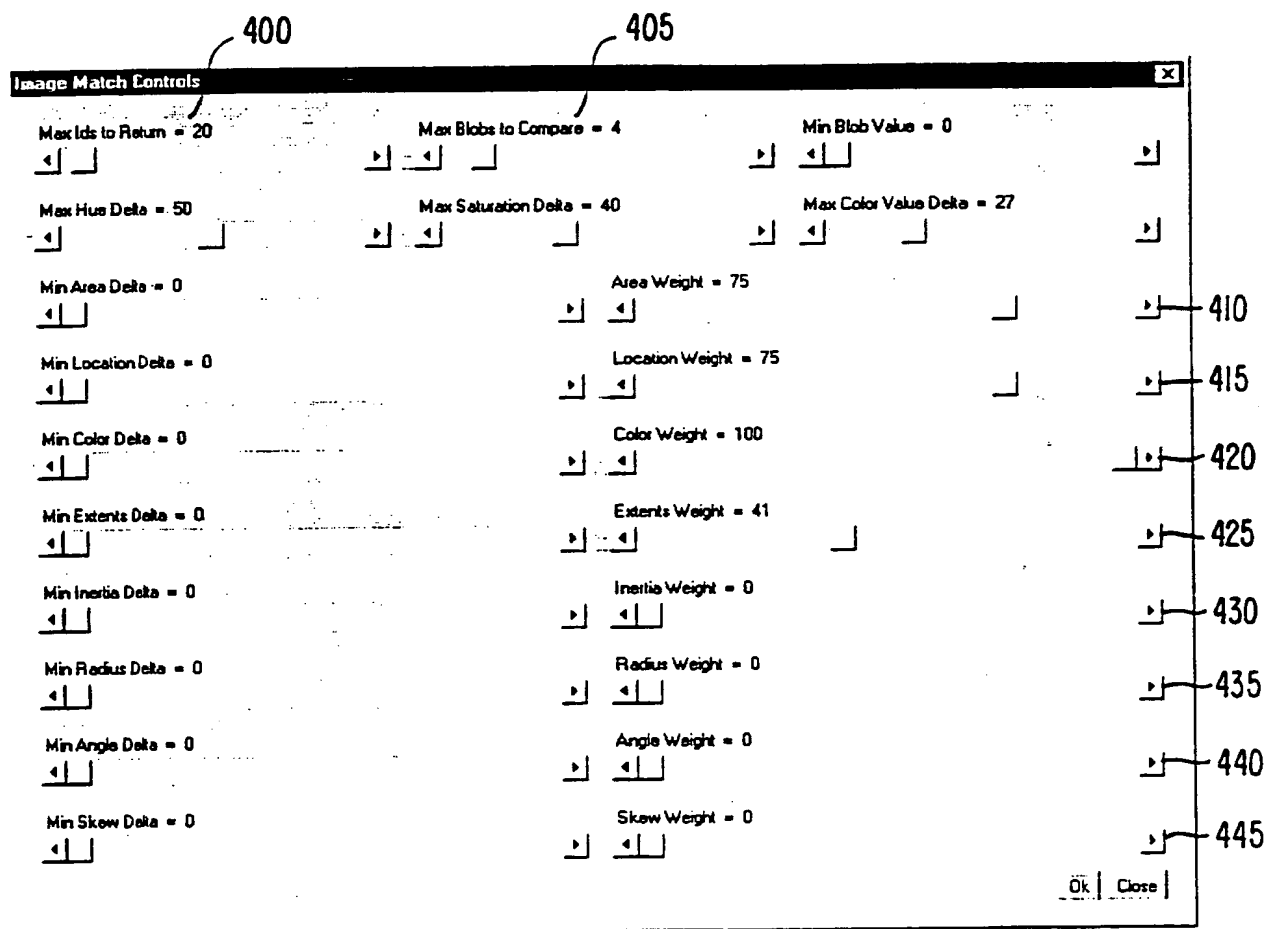 400 405
Image Match Controls
Max Ids to Return = 20 Max Blobs to Compare = 4 Min Blob Value = 0
Max Hue Delta = 50 Max Saturation Delta = 40 Max Color Value Delta = 27
Min Area Delta = 0 Area Weight = 75 410
Min Location Delta = 0 Location Weight = 75 415
Min Color Delta = 0 Color Weight = 100 420
Min Extents Delta = 0 Extents Weight = 41 425
Min Inertia Delta = 0 Inertia Weight = 0 430
Min Radius Delta = 0 Radius Weight = 0 435
Min Angle Delta = 0 Angle Weight = 0 440
Min Skew Delta = 0 Skew Weight = 0 445
Ok Close